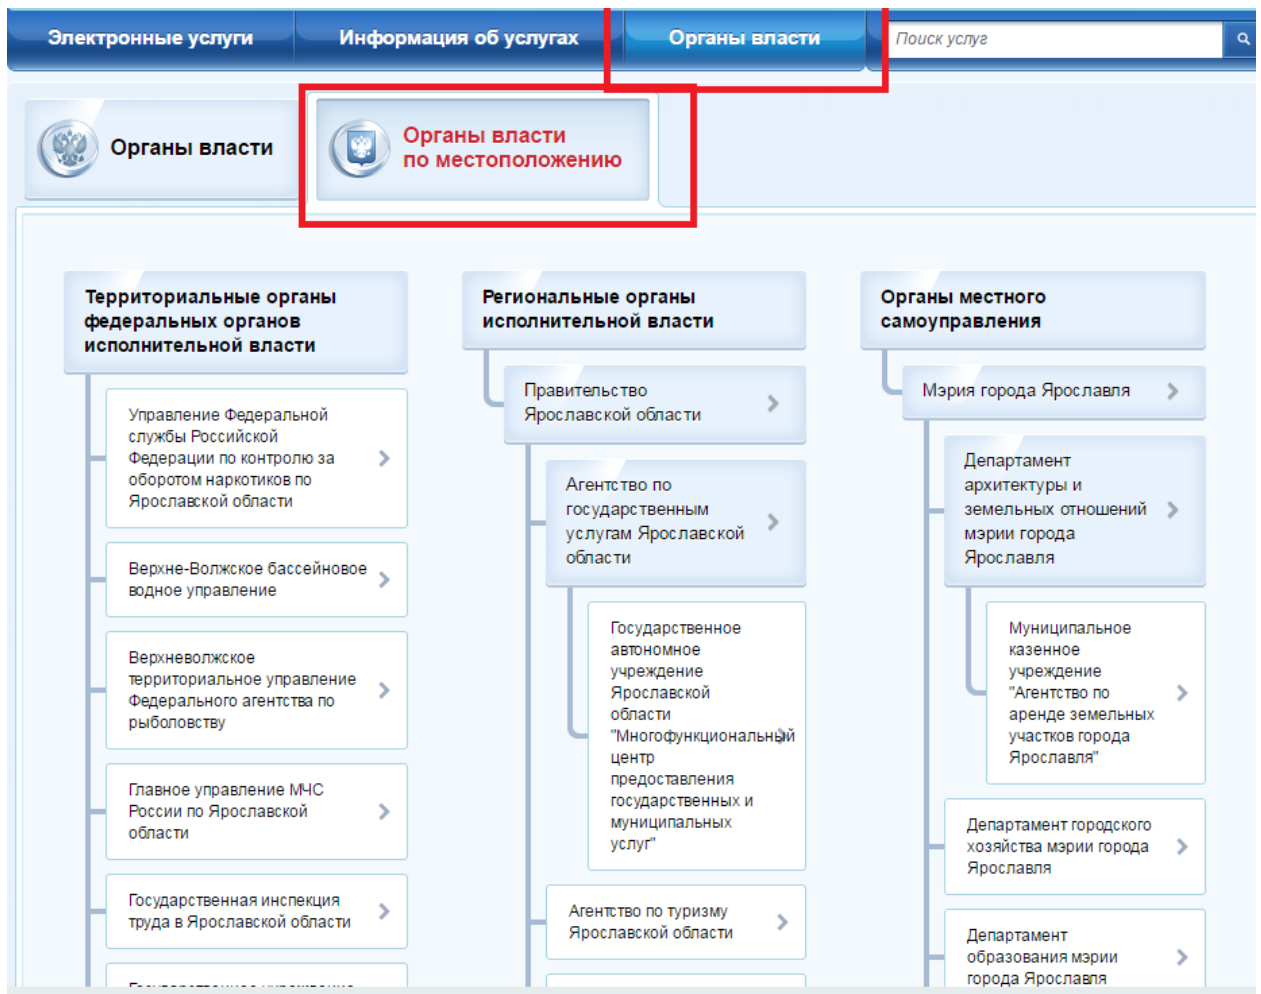 Электронные услуги
Информация об услугах
Органы власти
Поиск услуг
Органы власти
Органы власти
по местоположению
Территориальные органы
федеральных органов
исполнительной власти
Управление Федеральной
службы Российской
Федерации по контролю за
оборотом наркотиков по
Ярославской области
Верхне-Волжское бассейновое
водное управление
Верхневолжское
территориальное управление
Федерального агентства по
рыболовству
Главное управление МЧС
России по Ярославской
области
Государственная инспекция
труда в Ярославской области
Региональные органы
исполнительной власти
Правительство
Ярославской области
Агентство по
государственным
услугам Ярославской
области
Государственное
автономное
учреждение
Ярославской
области
"Многофункциональный
центр
предоставления
государственных и
муниципальных
услуг"
Агентство по туризму
Ярославской области
Органы местного
самоуправления
Мэрия города Ярославля
Департамент
архитектуры и
земельных отношений
мэрии города
Ярославля
Муниципальное
казенное
учреждение
"Агентство по
аренде земельных
участков города
Ярославля"
Департамент городского
хозяйства мэрии города
Ярославля
Департамент
образования мэрии
города Ярославля